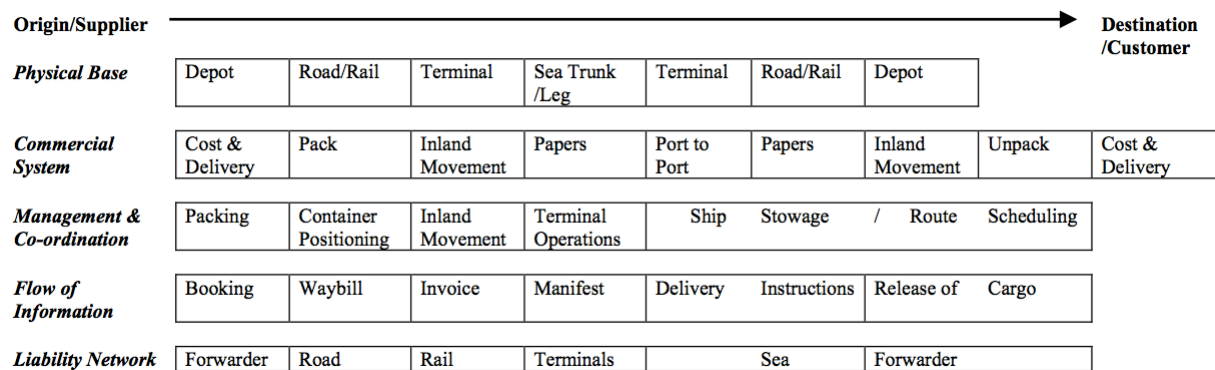 Origin/Supplier Destination
/Customer
Physical Base Depot Road/Rail Terminal Sea Trunk Terminal Road/Rail Depot
/Leg
Commercial Cost & Pack Inland Papers Port to Papers Inland Unpack Cost &
System Delivery Movement Port Movement Delivery
Management & Packing Container Inland Terminal Ship Stowage / Route Scheduling
Co-ordination Positioning Movement Operations
Flow of Booking Waybill Invoice Manifest Delivery Instructions Release of Cargo
Information
Liability Network Forwarder Road Rail Terminals Sea Forwarder